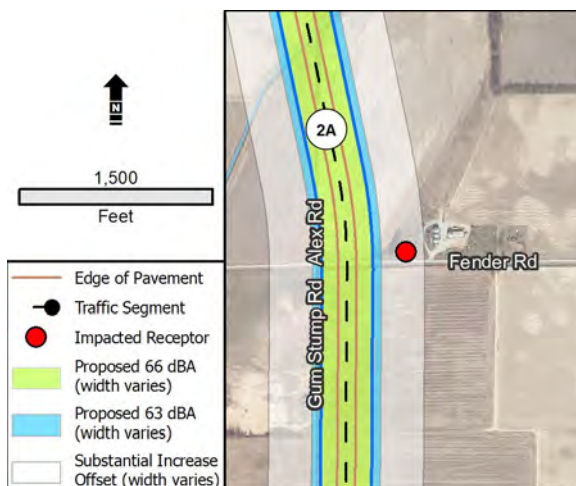 N
1,500
Feet
Edge of Pavement
Traffic Segment
Impacted Receptor
Proposed 66 dBA
(width varies)
Proposed 63 dBA
(width varies)
Substantial Increase
Offset (width varies)
2A
Gum Stump Rd
Alex Rd
Fender Rd